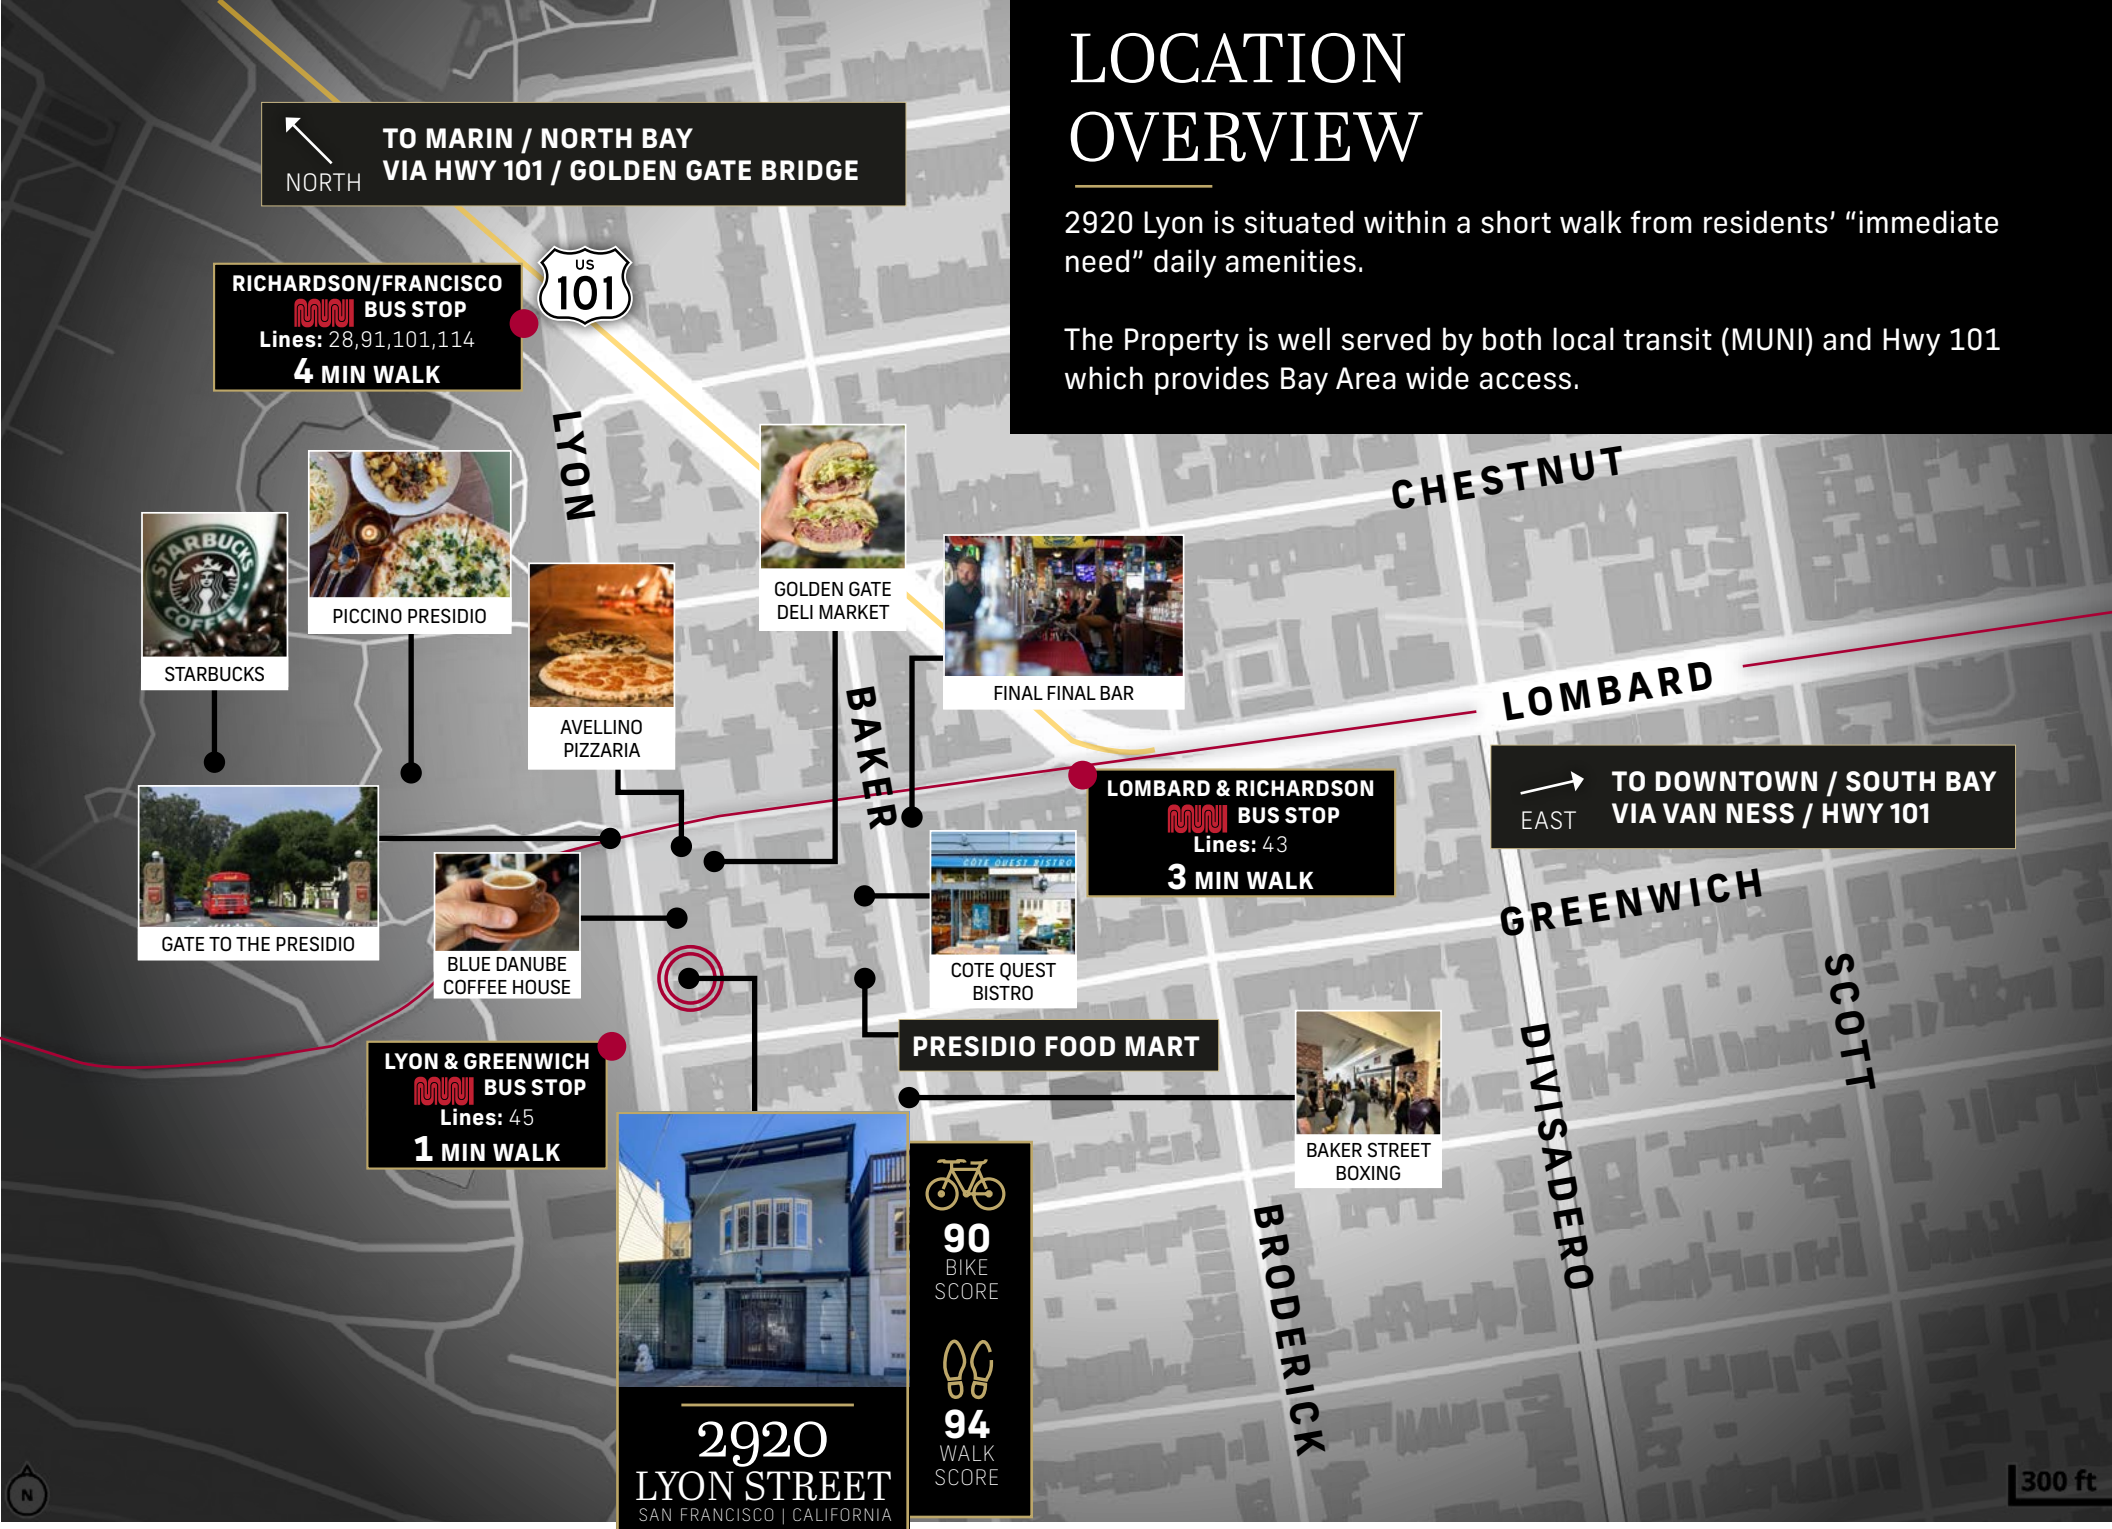 LOCATION
OVERVIEW
2920 Lyon is situated within a short walk from residents’ “immediate
need” daily amenities.
The Property is well served by both local transit (MUNI) and Hwy 101
which provides Bay Area wide access.
NORTH
TO MARIN / NORTH BAY
VIA HWY 101 / GOLDEN GATE BRIDGE
US
101
RICHARDSON/FRANCISCO
MUNI BUS STOP
Lines: 28,91,101,114
4 MIN WALK
LYON
CHESTNUT
STARBUCKS
COFFEE
STARBUCKS
PICCINO PRESIDIO
AVELLINO
PIZZARIA
GOLDEN GATE
DELI MARKET
FINAL FINAL BAR
BAKER
LOMBARD
LOMBARD & RICHARDSON
MUNI BUS STOP
Lines: 43
3 MIN WALK
EAST
TO DOWNTOWN / SOUTH BAY
VIA VAN NESS / HWY 101
GATE TO THE PRESIDIO
BLUE DANUBE
COFFEE HOUSE
COTE OUEST BISTRO
COTE QUEST
BISTRO
GREENWICH
SCOTT
DIVISADERO
PRESIDIO FOOD MART
LYON & GREENWICH
MUNI BUS STOP
Lines: 45
1 MIN WALK
BAKER STREET
BOXING
BRODERICK
90
BIKE
SCORE
94
WALK
SCORE
2920
LYON STREET
SAN FRANCISCO | CALIFORNIA
N
300 ft